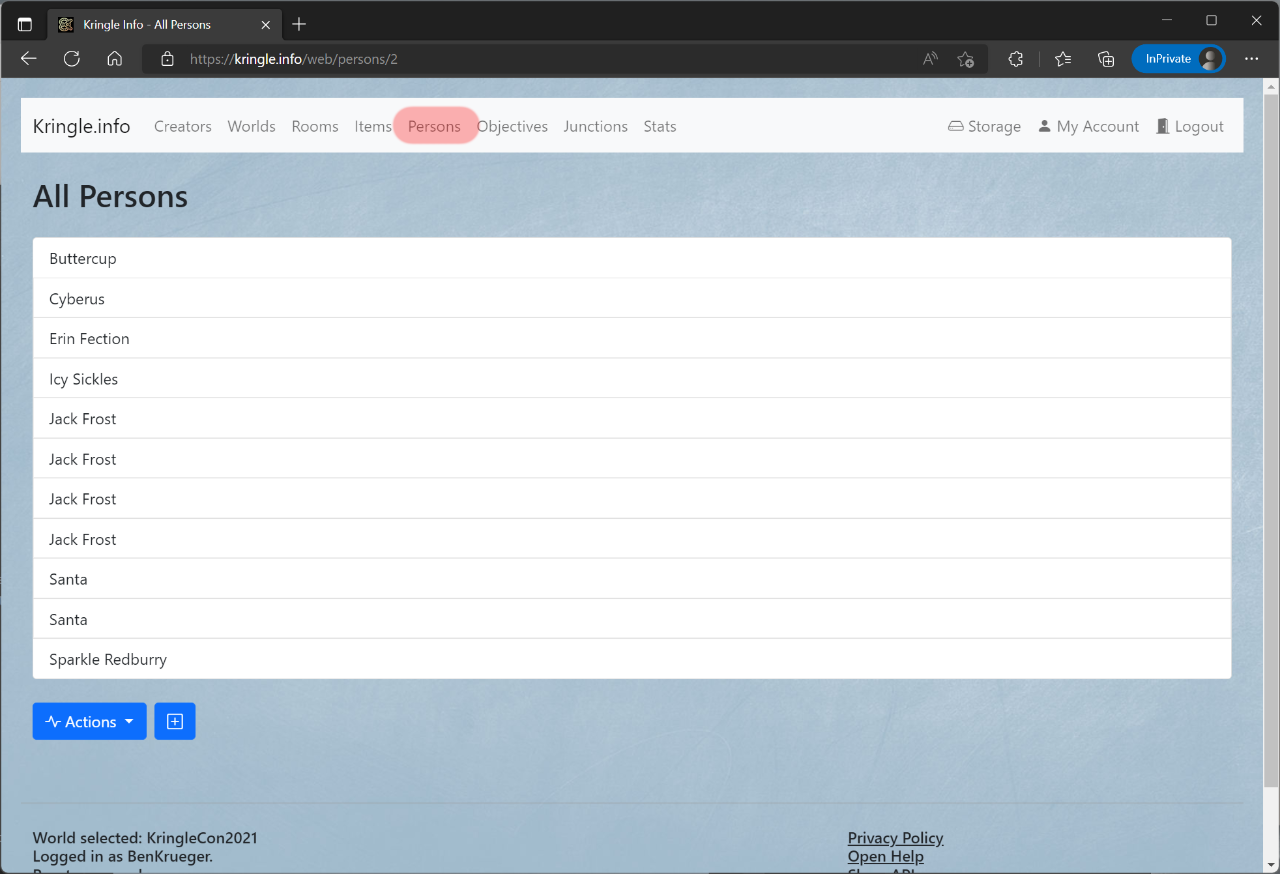 Kringle Info - All Persons
https://kringle.info/web/persons/2
InPrivate
Kringle.info Creators Worlds Rooms Items Persons Objectives Junctions Stats Storage My Account Logout
All Persons
Buttercup
Cyberus
Erin Fection
Icy Sickles
Jack Frost
Jack Frost
Jack Frost
Jack Frost
Santa
Santa
Sparkle Redburry
Actions
World selected: KringleCon2021
Logged in as BenKrueger.
Privacy Policy
Open Help